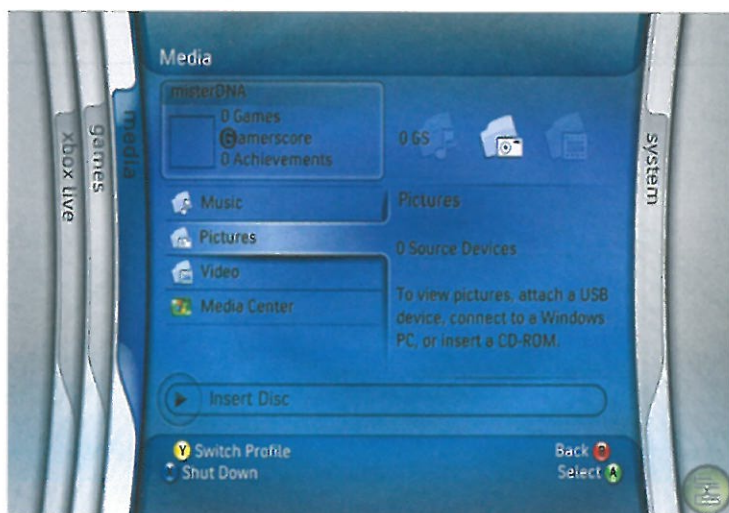 Media
misterDNA
0 Games
Gamerscore
0 Achievements
0 GS
xbox live
games
media
system
Music
Pictures
Video
Media Center
Pictures
0 Source Devices
To view pictures, attach a USB
device, connect to a Windows
PC, or insert a CD-ROM.
Insert Disc
Y Switch Profile
Shut Down
Back B
Select A